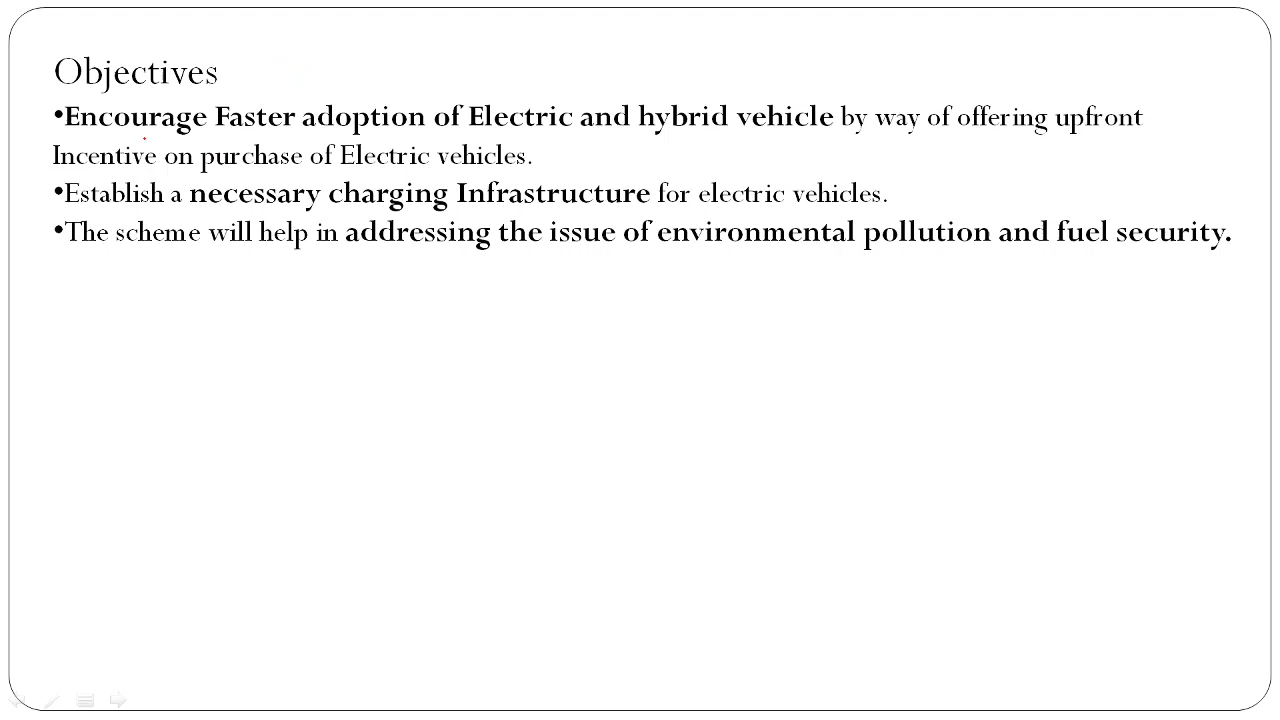 Objectives
•Encourage Faster adoption of Electric and hybrid vehicle by way of offering upfront
Incentive on purchase of Electric vehicles.
•Establish a necessary charging Infrastructure for electric vehicles.
•The scheme will help in addressing the issue of environmental pollution and fuel security.